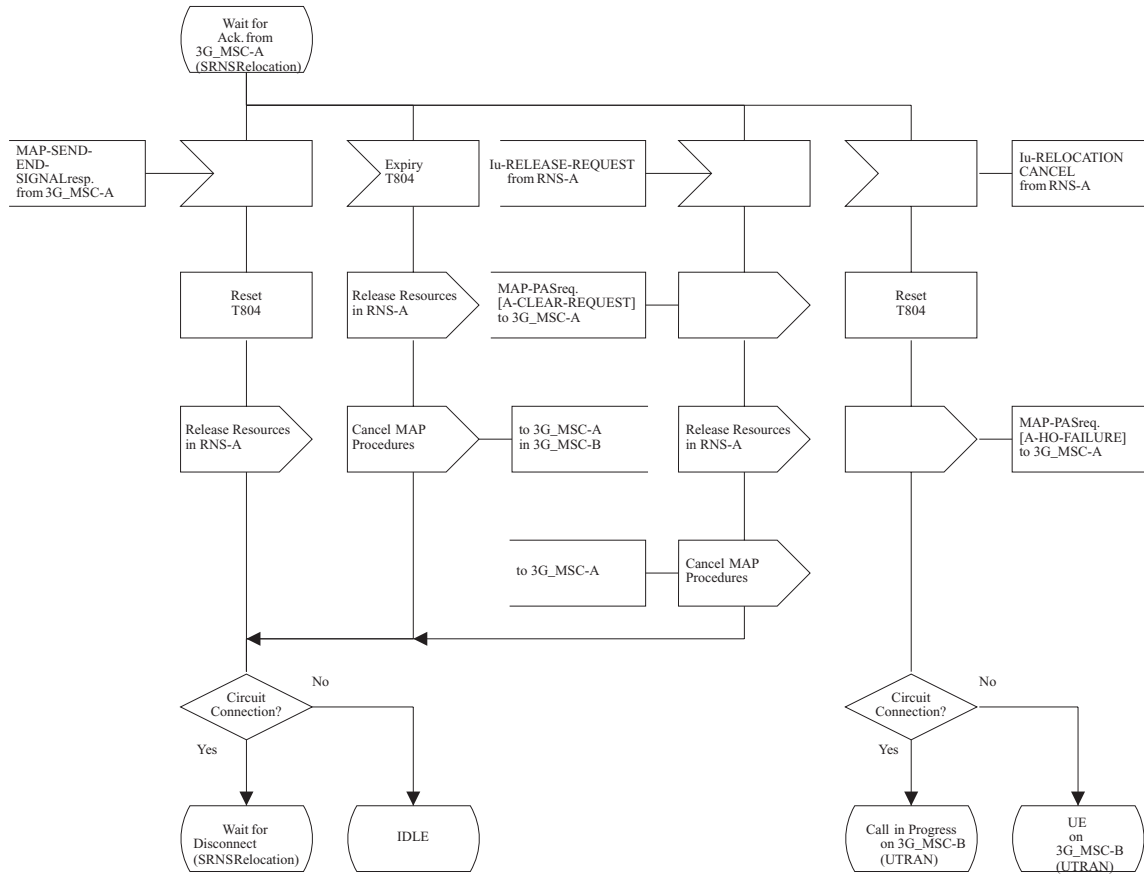 Wait for
Ack. from
3G_MSC-A
(SRNSRelocation)
MAP-SEND-
END-
SIGNALresp.
from 3G_MSC-A
Expiry
T804
Iu-RELEASE-REQUEST
from RNS-A
Iu-RELOCATION
CANCEL
from RNS-A
Reset
T804
Release Resources
in RNS-A
MAP-PASreq.
[A-CLEAR-REQUEST]
to 3G_MSC-A
Reset
T804
Release Resources
in RNS-A
Cancel MAP
Procedures
to 3G_MSC-A
in 3G_MSC-B
Release Resources
in RNS-A
MAP-PASreq.
[A-HO-FAILURE]
to 3G_MSC-A
to 3G_MSC-A
Cancel MAP
Procedures
Circuit
Connection?
No
Yes
Circuit
Connection?
No
Yes
Wait for
Disconnect
(SRNSRelocation)
IDLE
Call in Progress
on 3G_MSC-B
(UTRAN)
UE
on
3G_MSC-B
(UTRAN)